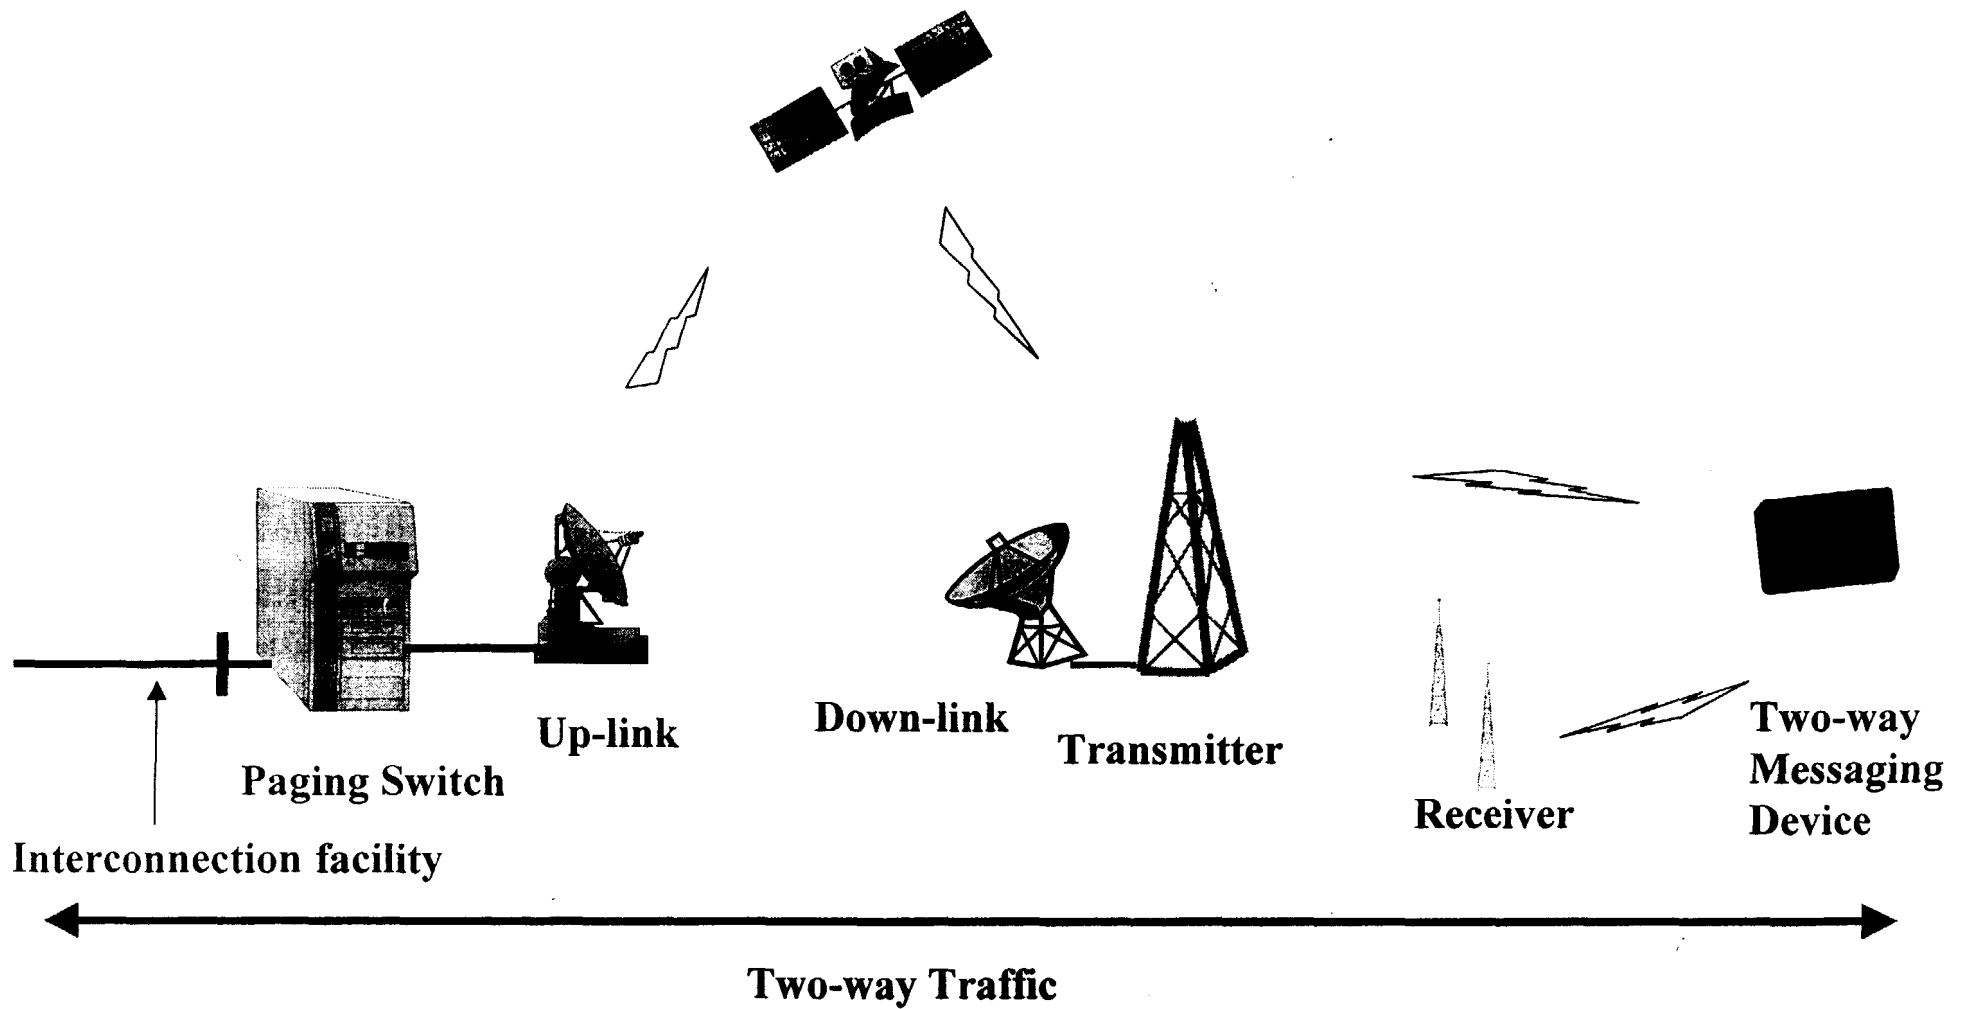 Up-link
Down-link
Transmitter
Paging Switch
Receiver
Two-way
Messaging
Device
Interconnection facility
Two-way Traffic